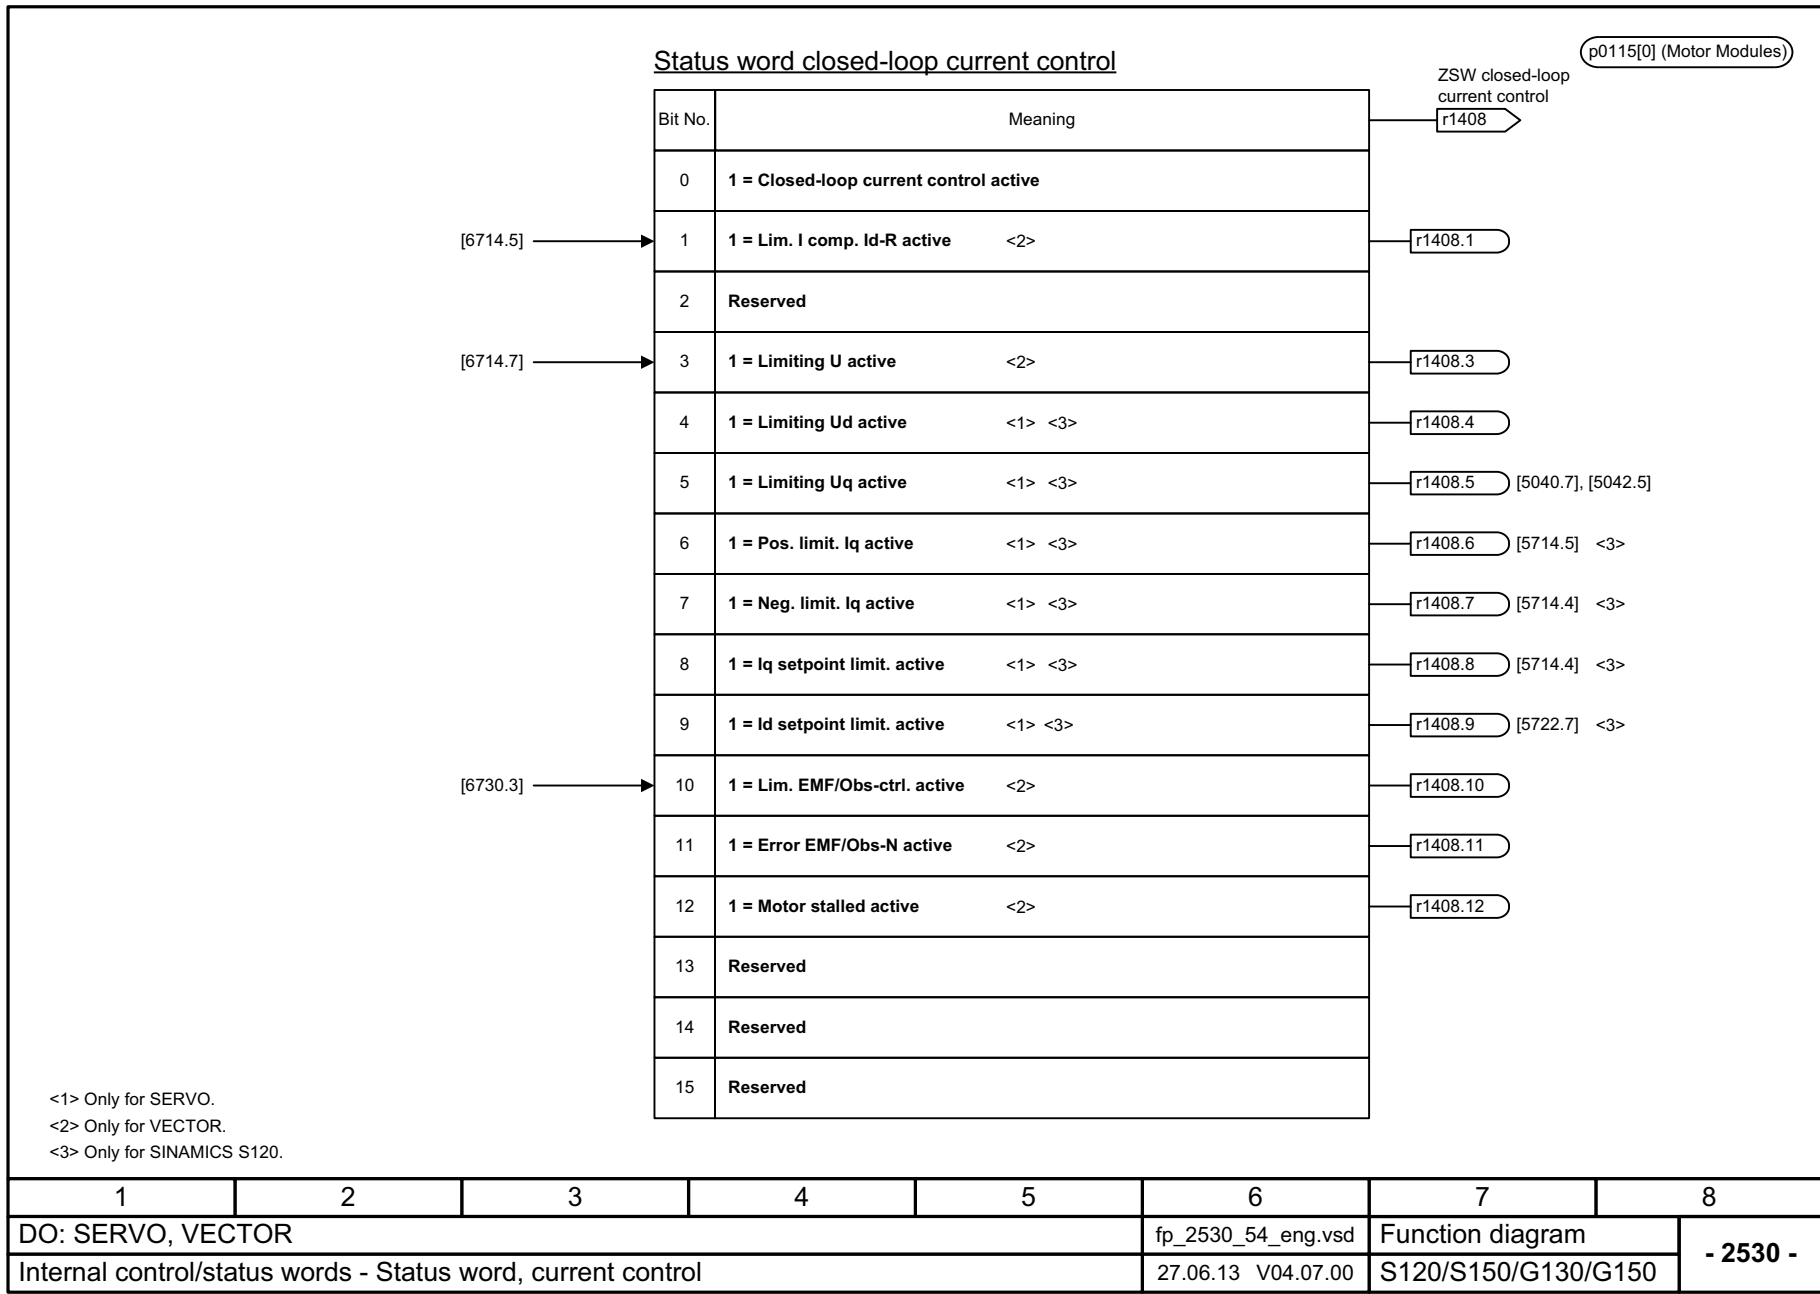 Status word closed-loop current control
p0115[0] (Motor Modules)
ZSW closed-loop
current control
Bit No. Meaning r1408
0 1 = Closed-loop current control active
[6714.5] 1 1 = Lim. I comp. Id-R active <2> r1408.1
2 Reserved
[6714.7] 3 1 = Limiting U active <2> r1408.3
4 1 = Limiting Ud active <1> <3> r1408.4
5 1 = Limiting Uq active <1> <3> r1408.5 [5040.7], [5042.5]
6 1 = Pos. limit. Iq active <1> <3> r1408.6 [5714.5] <3>
7 1 = Neg. limit. Iq active <1> <3> r1408.7 [5714.4] <3>
8 1 = Iq setpoint limit. active <1> <3> r1408.8 [5714.4] <3>
9 1 = Id setpoint limit. active <1> <3> r1408.9 [5722.7] <3>
[6730.3] 10 1 = Lim. EMF/Obs-ctrl. active <2> r1408.10
11 1 = Error EMF/Obs-N active <2> r1408.11
12 1 = Motor stalled active <2> r1408.12
13 Reserved
14 Reserved
15 Reserved
<1> Only for SERVO.
<2> Only for VECTOR.
<3> Only for SINAMICS S120.
1 2 3 4 5 6 7 8
DO: SERVO, VECTOR fp_2530_54_eng.vsd Function diagram
- 2530 -
Internal control/status words - Status word, current control 27.06.13 V04.07.00 S120/S150/G130/G150